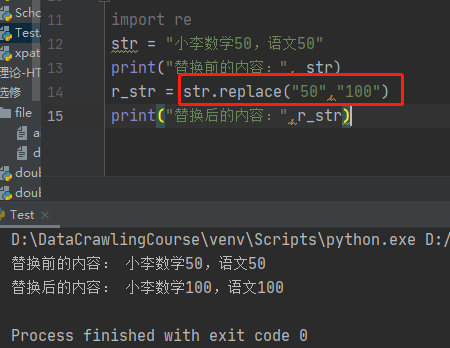 Scho
Test.
xpat
理论-HT
选修
file
a
d
doub
doub
11 import re
12 str = "小李数学50，语文50"
13 print("替换前的内容：", str)
14 r_str = str.replace("50","100")
15 print("替换后的内容：",r_str)
Test ×
D:\DataCrawlingCourse\venv\Scripts\python.exe D:/
替换前的内容： 小李数学50，语文50
替换后的内容： 小李数学100，语文100
Process finished with exit code 0